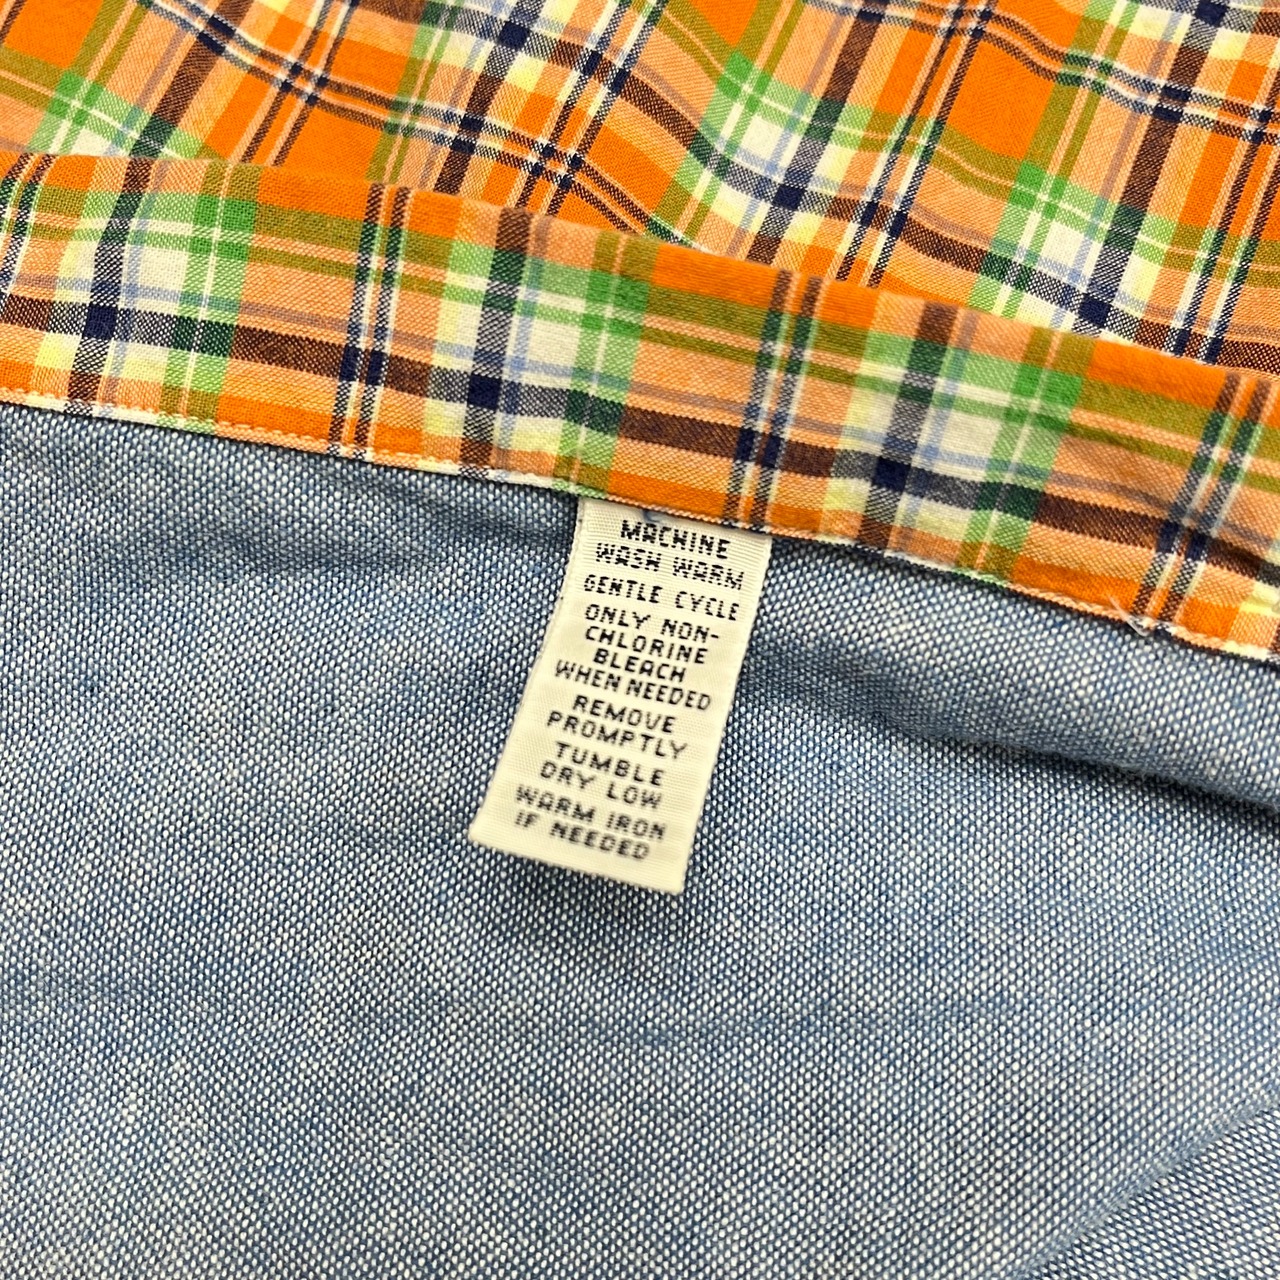 MACHINE
WASH WARM
GENTLE CYCLE
ONLY NON-
CHLORINE
BLEACH
WHEN NEEDED
REMOVE
PROMPTLY
TUMBLE
DRY LOW
WARM IRON
IF NEEDED